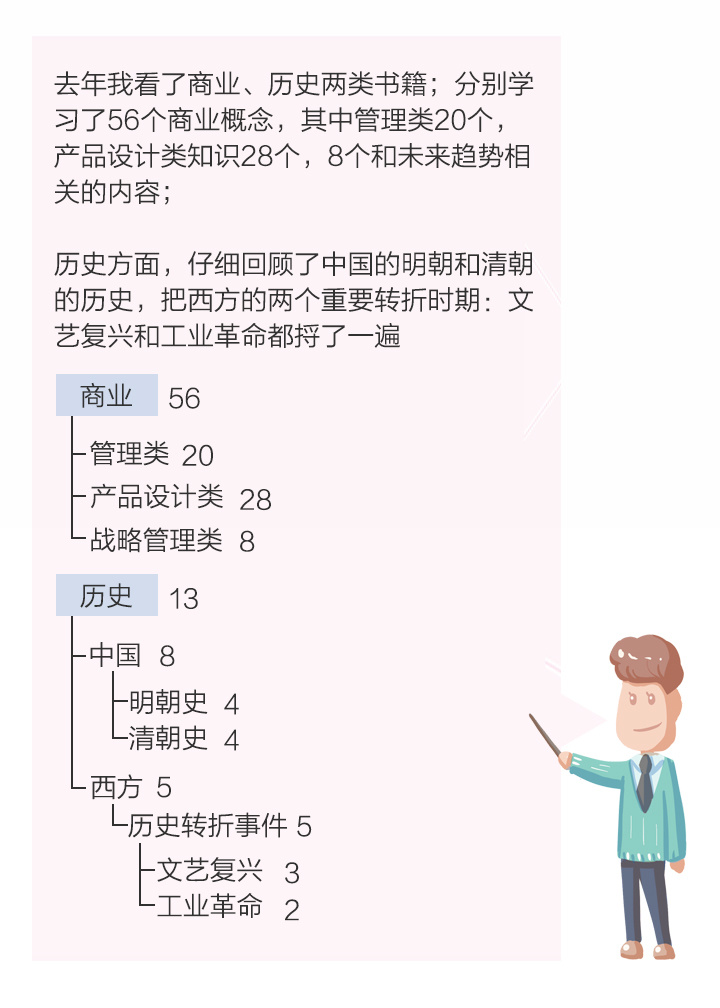 去年我看了商业、历史两类书籍；分别学
习了56个商业概念，其中管理类20个，
产品设计类知识28个，8个和未来趋势相
关的内容；
历史方面，仔细回顾了中国的明朝和清朝
的历史，把西方的两个重要转折时期：文
艺复兴和工业革命都捋了一遍
商业 56
管理类 20
产品设计类 28
战略管理类 8
历史 13
中国 8
明朝史 4
清朝史 4
西方 5
历史转折事件 5
文艺复兴 3
工业革命 2